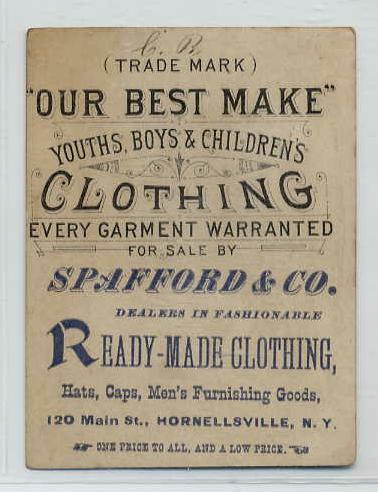 C. B.
(TRADE MARK)
"OUR BEST MAKE"
YOUTHS, BOYS & CHILDREN'S
CLOTHING
EVERY GARMENT WARRANTED
FOR SALE BY
SPAFFORD & CO.
DEALERS IN FASHIONABLE
READY-MADE CLOTHING,
Hats, Caps, Men's Furnishing Goods,
120 Main St., HORNELLSVILLE, N. Y.
ONE PRICE TO ALL, AND A LOW PRICE.